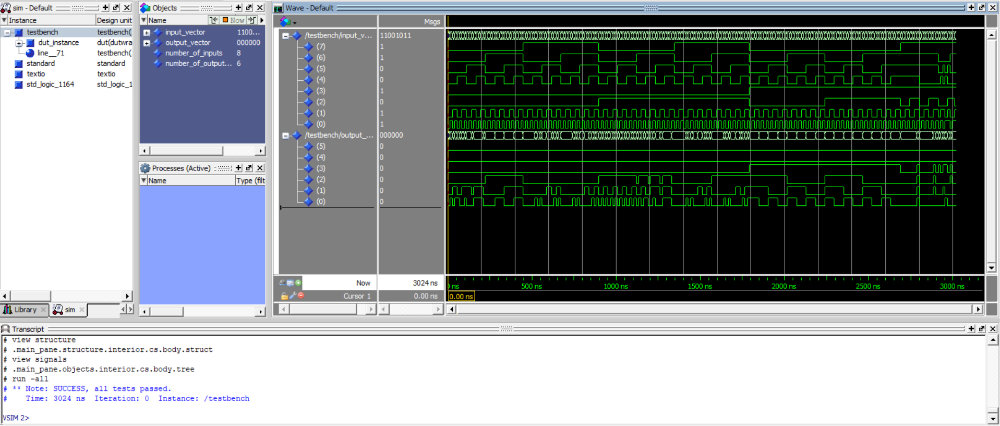 sim - Default
Instance Design unit
testbench testbench(
dut_instance dut(dutwra
line__71 testbench(
standard standard
textio textio
std_logic_1164 std_logic_1
Library sim
Objects
Name Now
input_vector 1100...
output_vector 000000
number_of_inputs 8
number_of_output... 6
Processes (Active)
Name Type (filt
Wave - Default
Msgs
/testbench/input_v... 11001011
(7) 1
(6) 1
(5) 0
(4) 0
(3) 1
(2) 0
(1) 1
(0) 1
/testbench/output_... 000000
(5) 0
(4) 0
(3) 0
(2) 0
(1) 0
(0) 0
Now 3024 ns
ns 500 ns 1000 ns 1500 ns 2000 ns 2500 ns 3000 ns
Cursor 1 0.00 ns 0.00 ns
Transcript
# view structure
# .main_pane.structure.interior.cs.body.struct
# view signals
# .main_pane.objects.interior.cs.body.tree
# run -all
# ** Note: SUCCESS, all tests passed.
# Time: 3024 ns Iteration: 0 Instance: /testbench
VSIM 2>